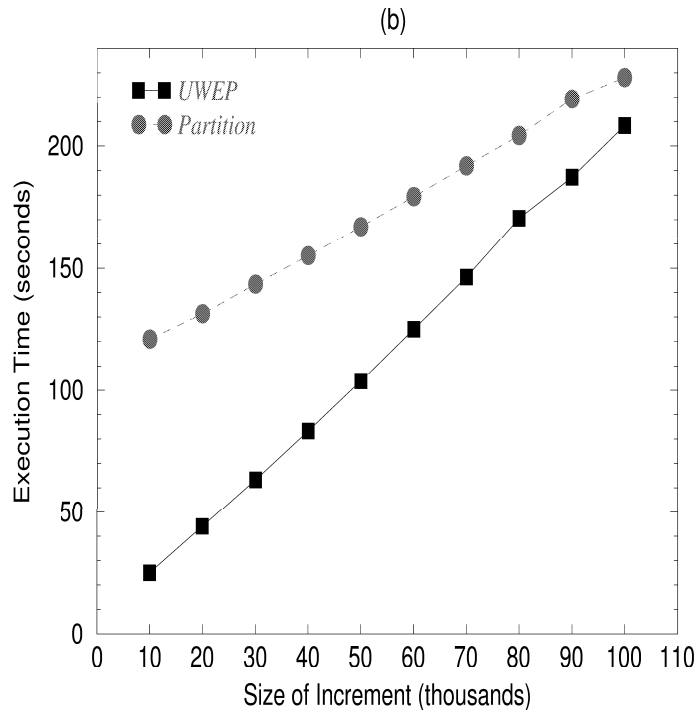 (b)
UWEP
Partition
200
150
100
50
0
Execution Time (seconds)
0 10 20 30 40 50 60 70 80 90 100 110
Size of Increment (thousands)